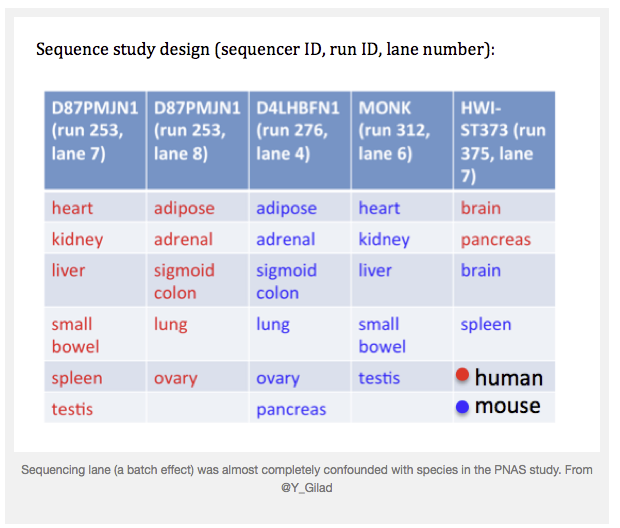 Sequence study design (sequencer ID, run ID, lane number):
D87PMJN1 (run 253, lane 7) D87PMJN1 (run 253, lane 8) D4LHBFN1 (run 276, lane 4) MONK (run 312, lane 6) HWI-ST373 (run 375, lane 7)
heart adipose adipose heart brain
kidney adrenal adrenal kidney pancreas
liver sigmoid colon sigmoid colon liver brain
small bowel lung lung small bowel spleen
spleen ovary ovary testis human
testis pancreas mouse
Sequencing lane (a batch effect) was almost completely confounded with species in the PNAS study. From
@Y_Gilad